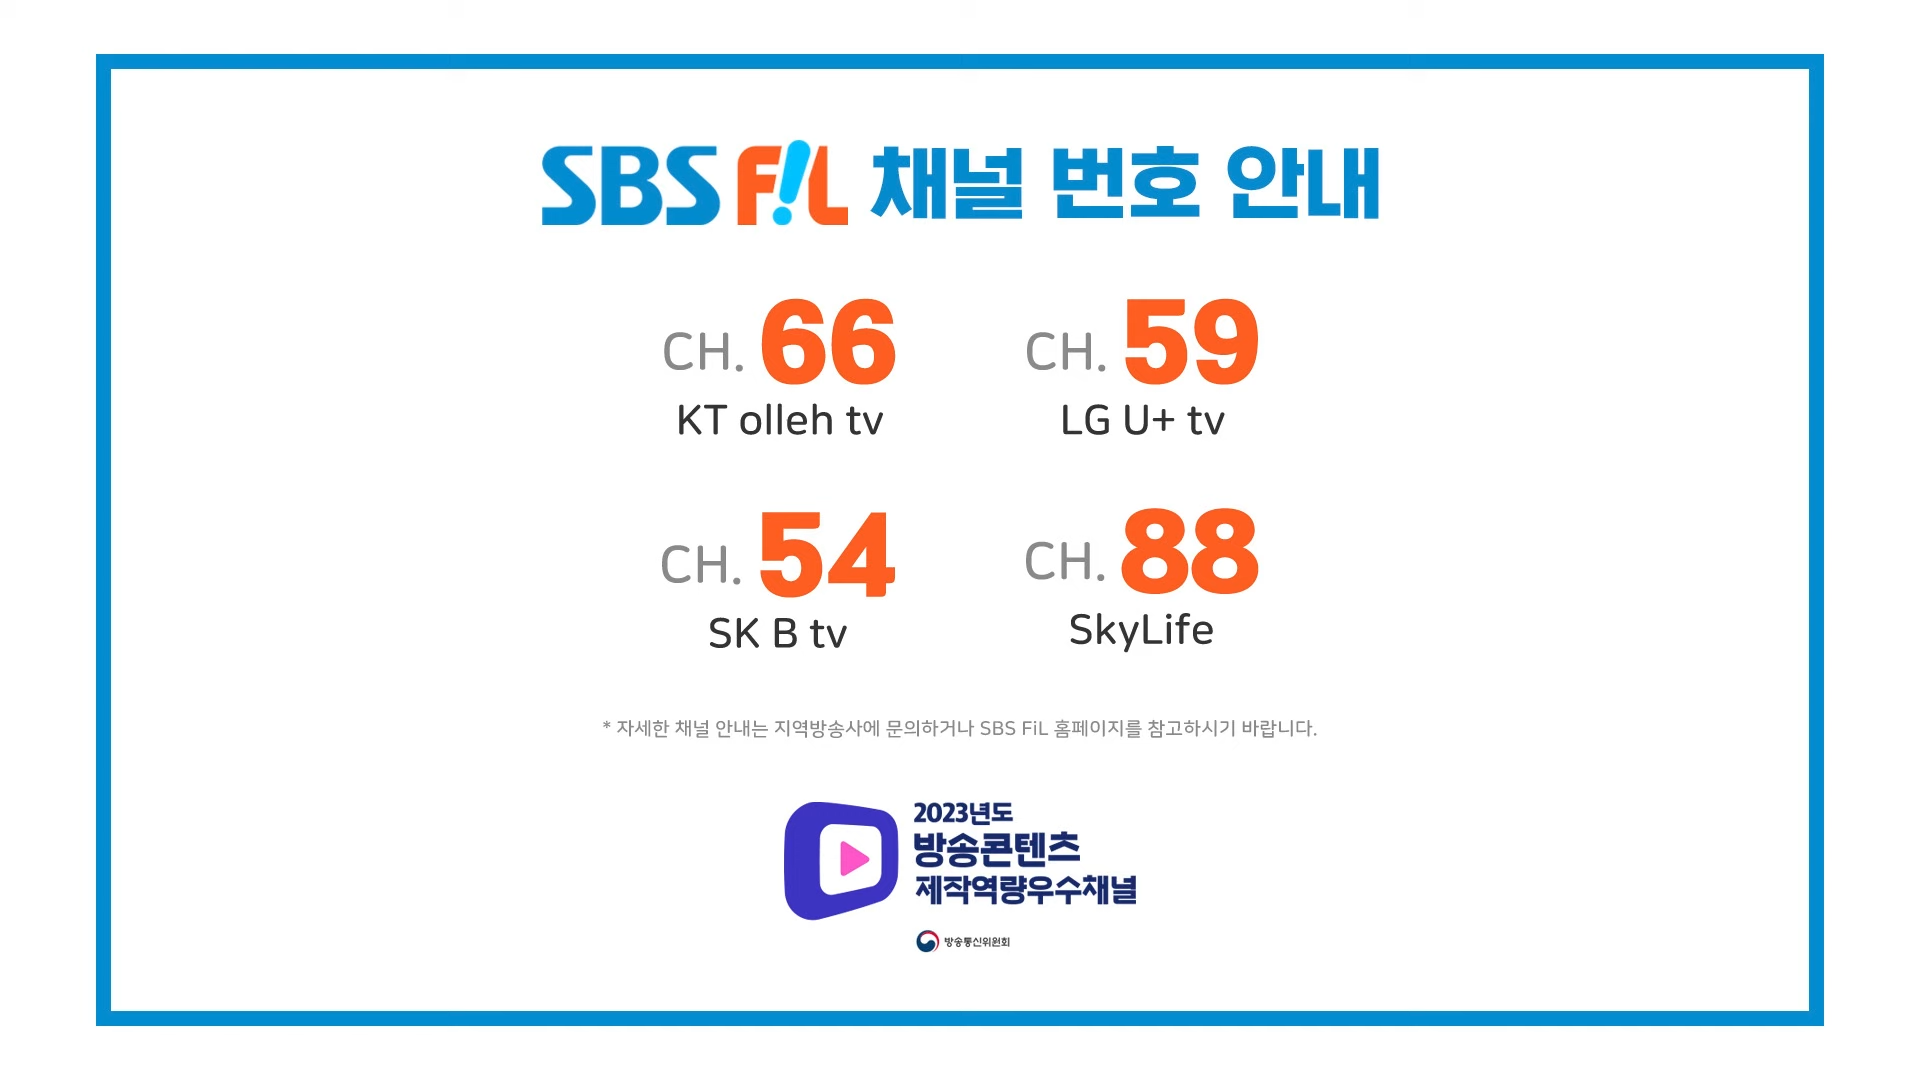 SBS F!L 채널 번호 안내
CH. 66
KT olleh tv
CH. 59
LG U+ tv
CH. 54
SK B tv
CH. 88
SkyLife
* 자세한 채널 안내는 지역방송사에 문의하거나 SBS FiL 홈페이지를 참고하시기 바랍니다.
2023년도
방송콘텐츠
제작역량우수채널
방송통신위원회